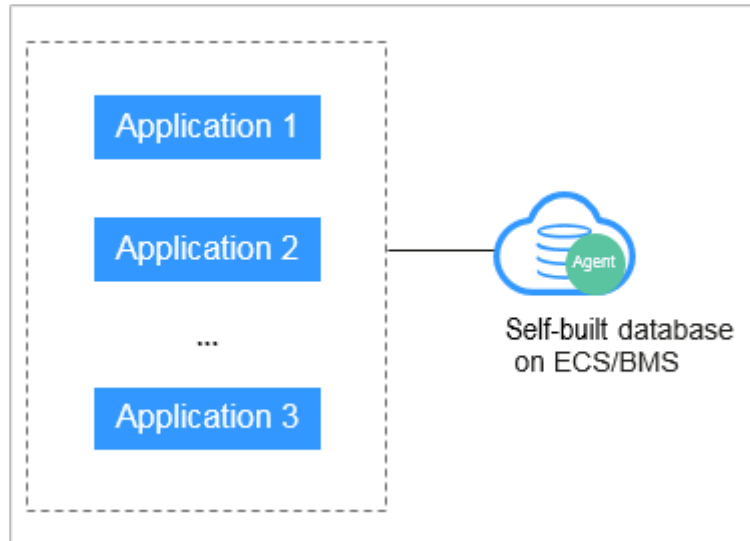 Application 1
Application 2
...
Application 3
Agent
Self-built database
on ECS/BMS